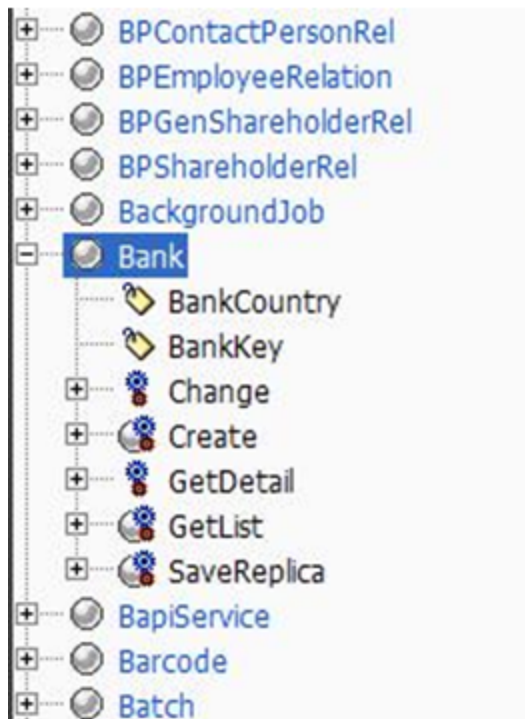 BPContactPersonRel
BPEmployeeRelation
BPGenShareholderRel
BPShareholderRel
BackgroundJob
Bank
BankCountry
BankKey
Change
Create
GetDetail
GetList
SaveReplica
BapiService
Barcode
Batch